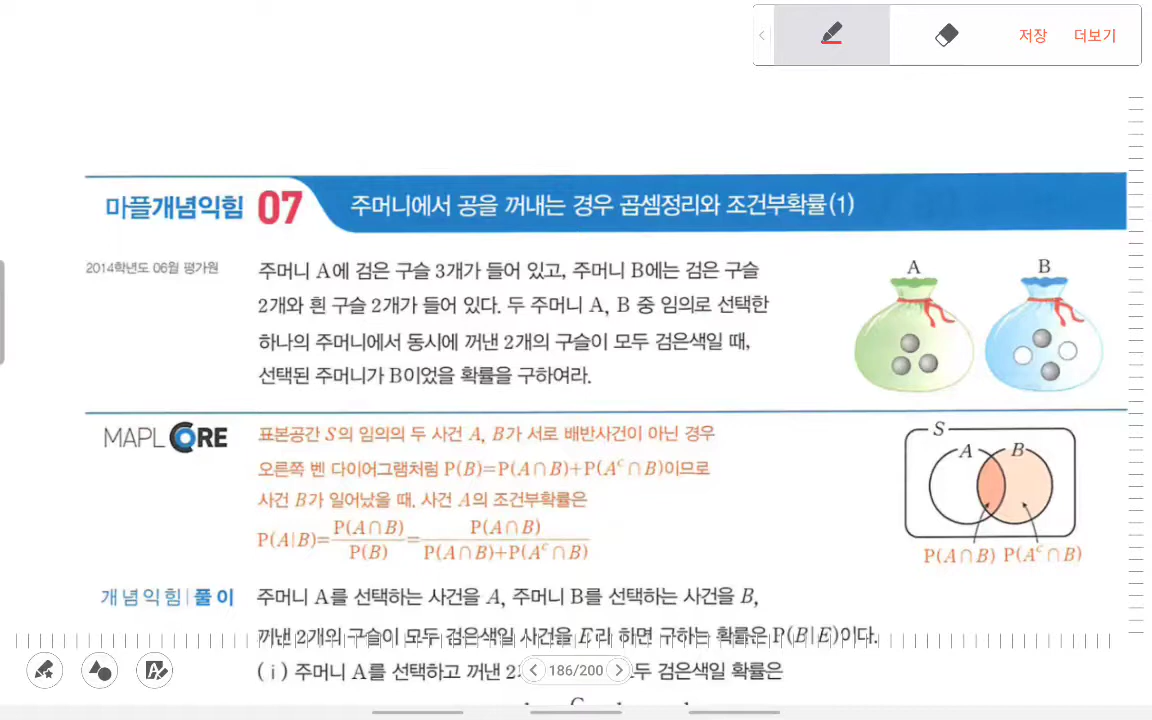 저장 더보기
마플개념익힘 07 주머니에서 공을 꺼내는 경우 곱셈정리와 조건부확률(1)
2014학년도 06월 평가원
주머니 A에 검은 구슬 3개가 들어 있고, 주머니 B에는 검은 구슬
2개와 흰 구슬 2개가 들어 있다. 두 주머니 A, B 중 임의로 선택한
하나의 주머니에서 동시에 꺼낸 2개의 구슬이 모두 검은색일 때,
선택된 주머니가 B이었을 확률을 구하여라.
A B
MAPL CORE
표본공간 S의 임의의 두 사건 A, B가 서로 배반사건이 아닌 경우
오른쪽 벤 다이어그램처럼 P(B)=P(A∩B)+P(Aᶜ∩B)이므로
사건 B가 일어났을 때, 사건 A의 조건부확률은
P(A|B)=P(A∩B)/P(B)=P(A∩B)/P(A∩B)+P(Aᶜ∩B)
S
A B
P(A∩B) P(Aᶜ∩B)
개념익힘|풀이 주머니 A를 선택하는 사건을 A, 주머니 B를 선택하는 사건을 B,
꺼낸 2개의 구슬이 모두 검은색일 사건을 E라 하면 구하는 확률은 P(B|E)이다.
(ⅰ) 주머니 A를 선택하고 꺼낸 2 두 검은색일 확률은
186/200